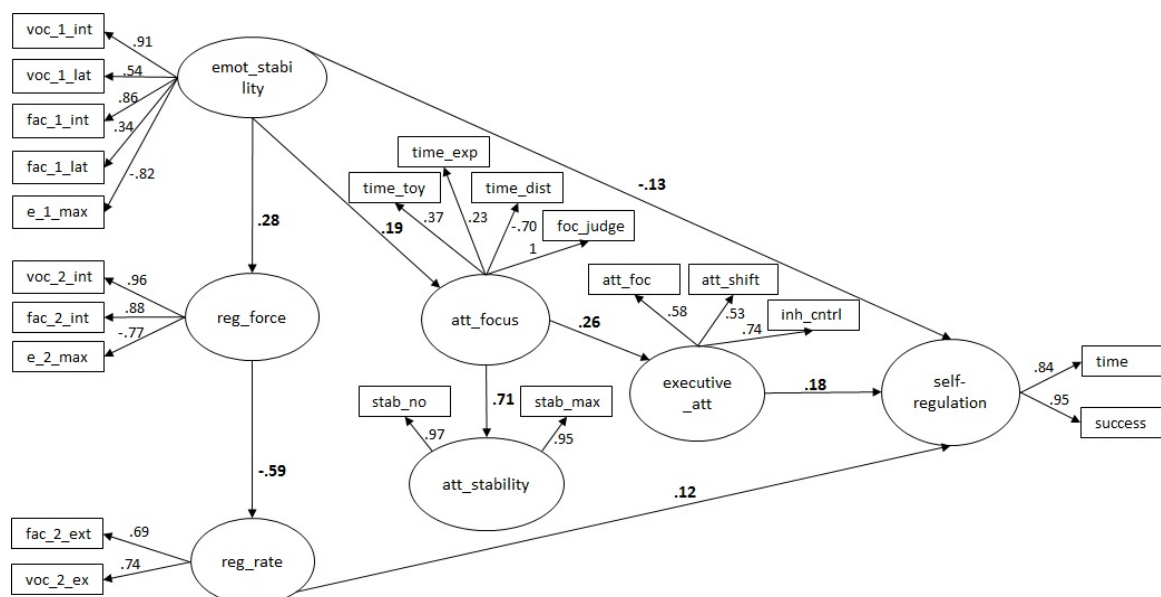 voc_1_int
.91
voc_1_lat
.54
emot_stabi
lity
.86
fac_1_int
.34
fac_1_lat
-.82
e_1_max
time_exp
time_toy
time_dist
-.13
.28
.19
.37
.23
-.70
foc_judge
1
voc_2_int
.96
att_foc
att_shift
fac_2_int
.88
reg_force
att_focus
.58
.53
inh_cntrl
.74
-.77
e_2_max
.26
time
.84
executive
_att
.18
self-
regulation
.95
success
stab_no
.71
stab_max
.97
.95
-.59
att_stability
.12
fac_2_ext
.69
reg_rate
.74
voc_2_ex